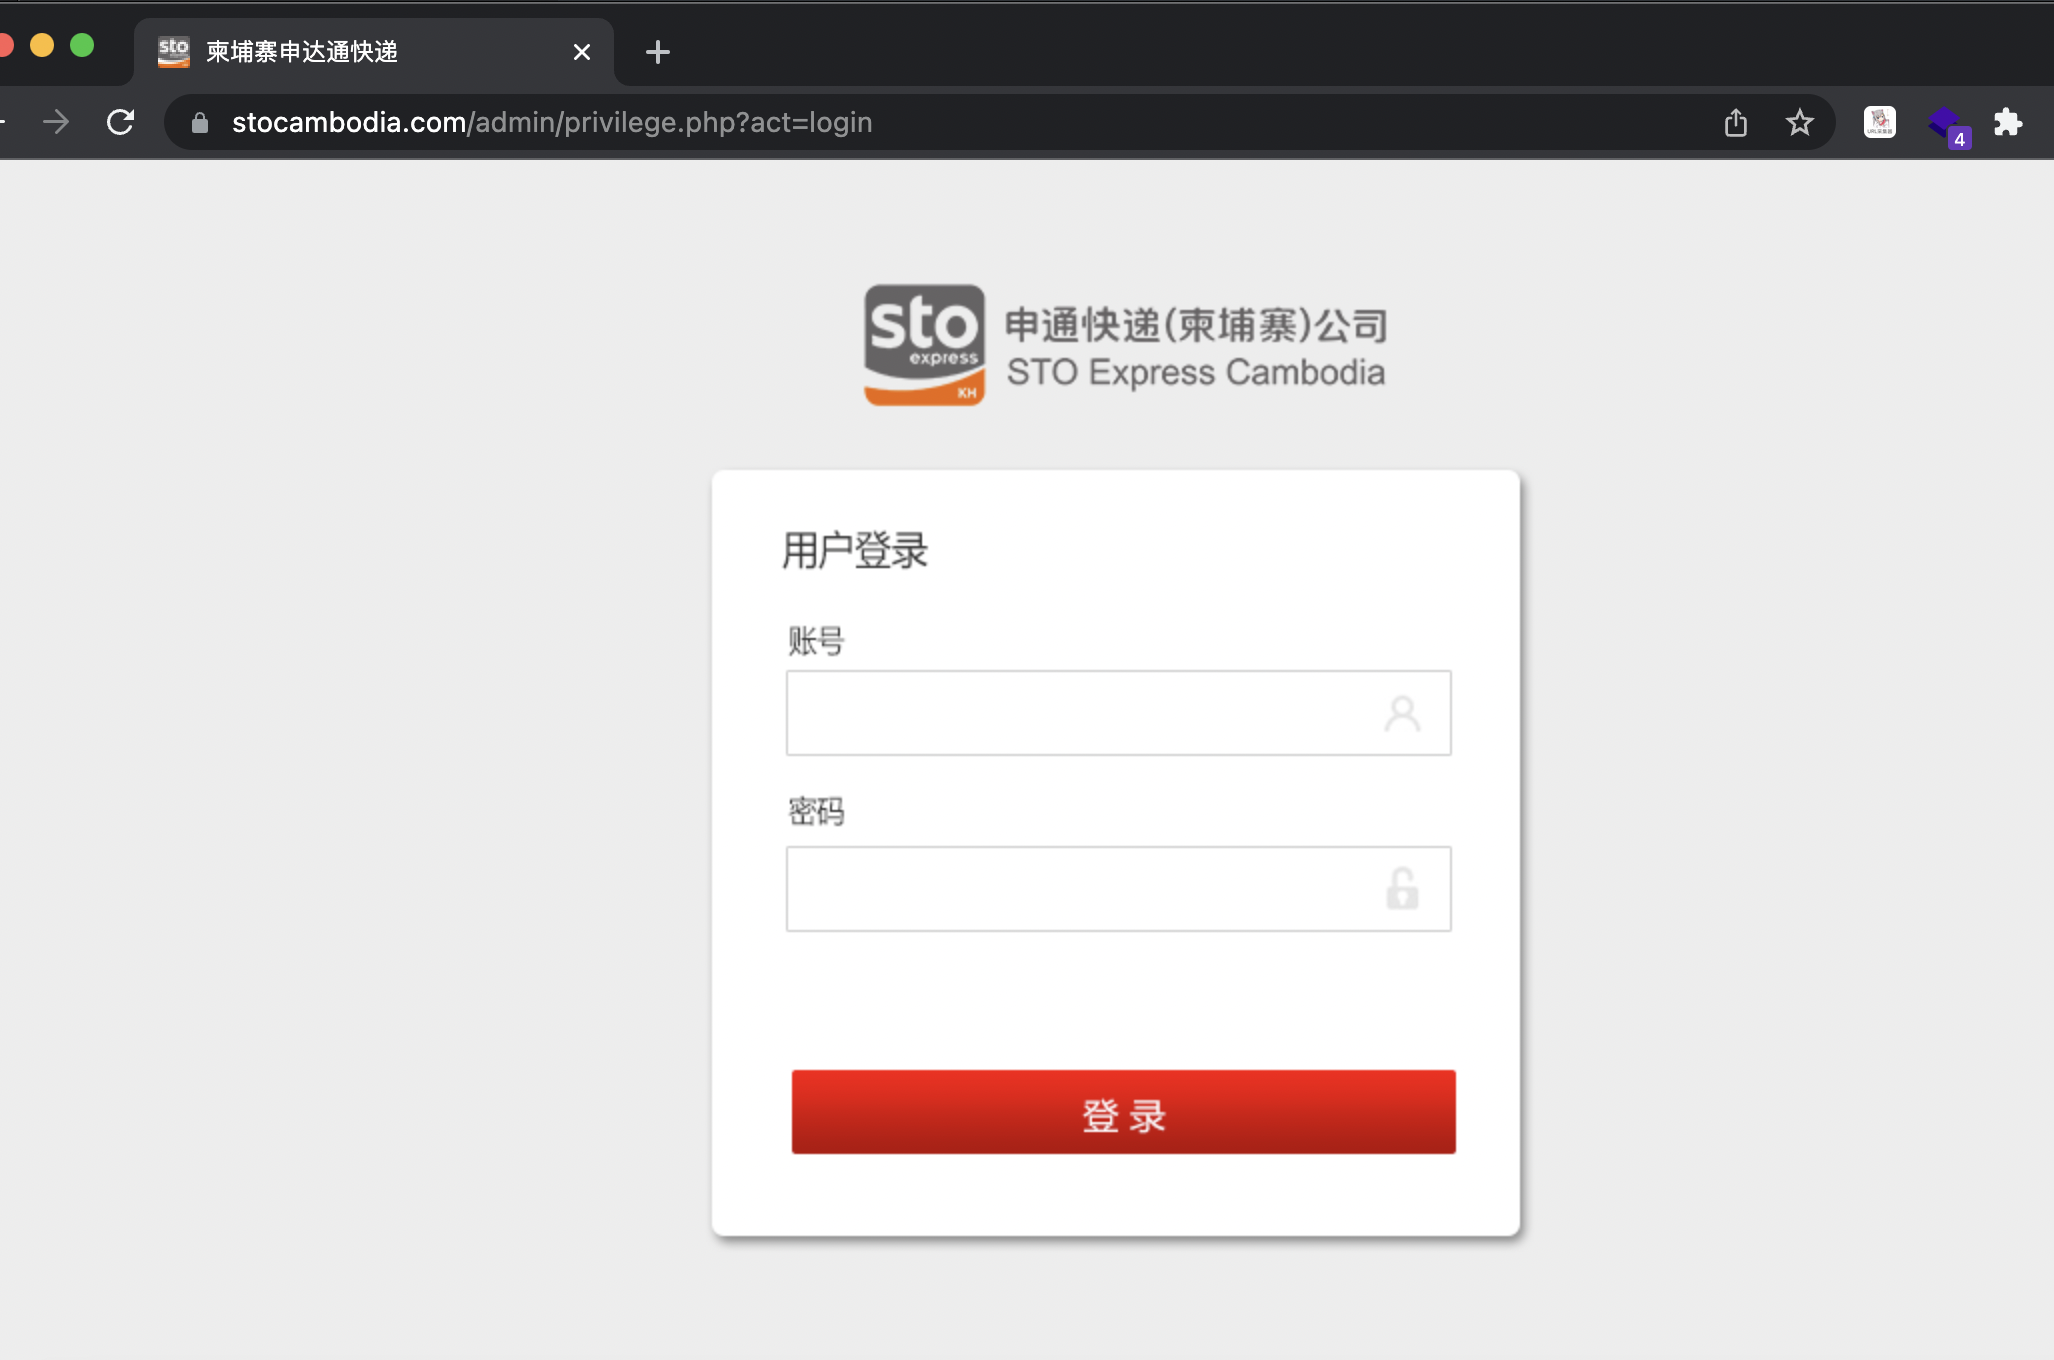 sto
柬埔寨申达通快递
stocambodia.com/admin/privilege.php?act=login
4
sto
express
KH
申通快递(柬埔寨)公司
STO Express Cambodia
用户登录
账号
密码
登 录